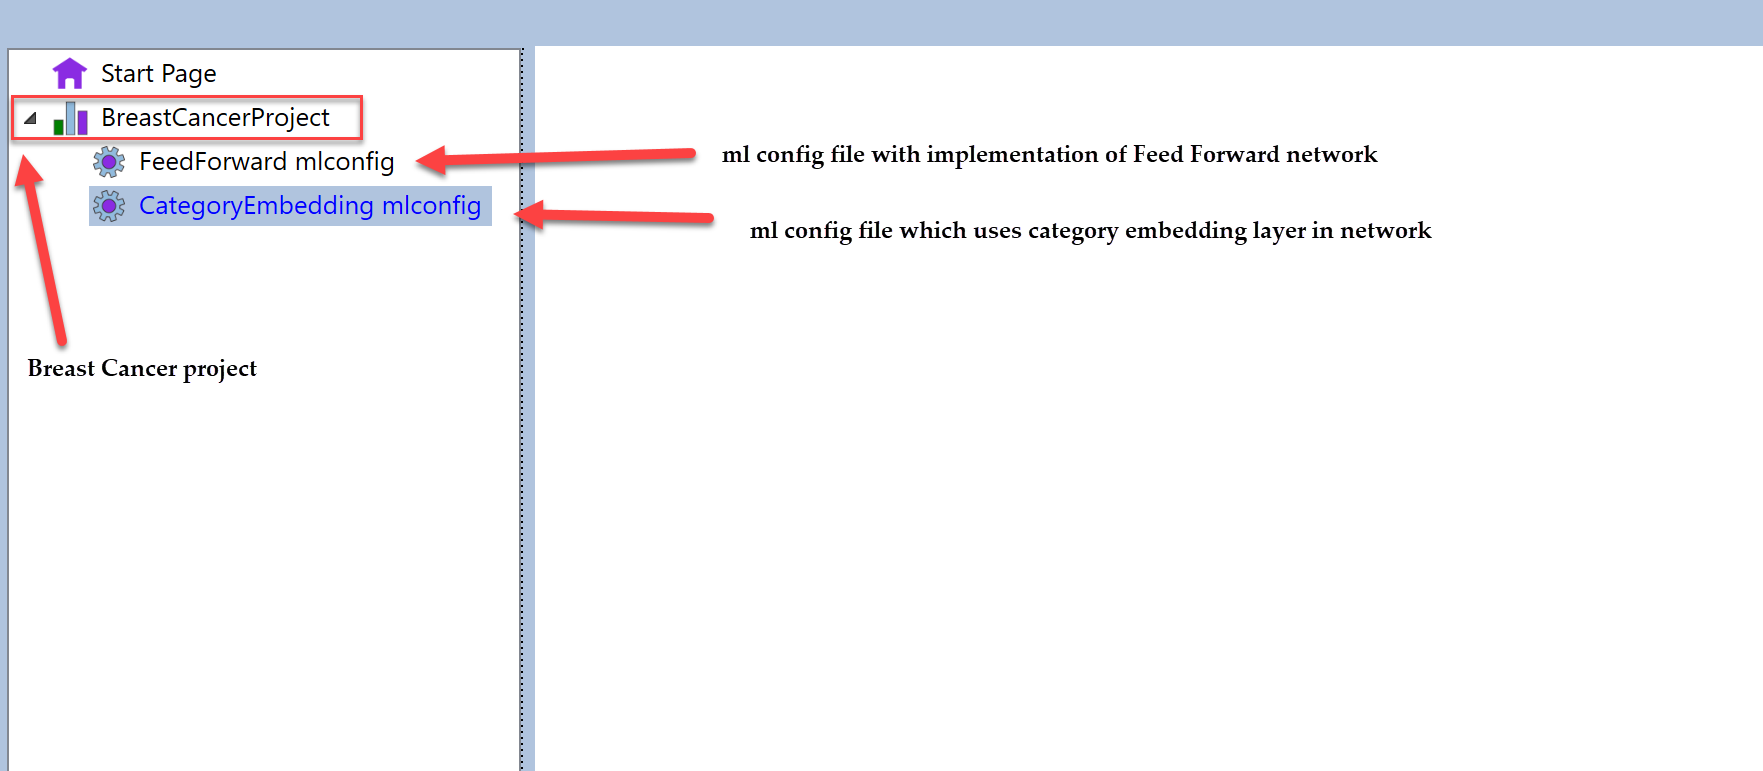 Start Page
BreastCancerProject
FeedForward mlconfig
ml config file with implementation of Feed Forward network
CategoryEmbedding mlconfig
ml config file which uses category embedding layer in network
Breast Cancer project